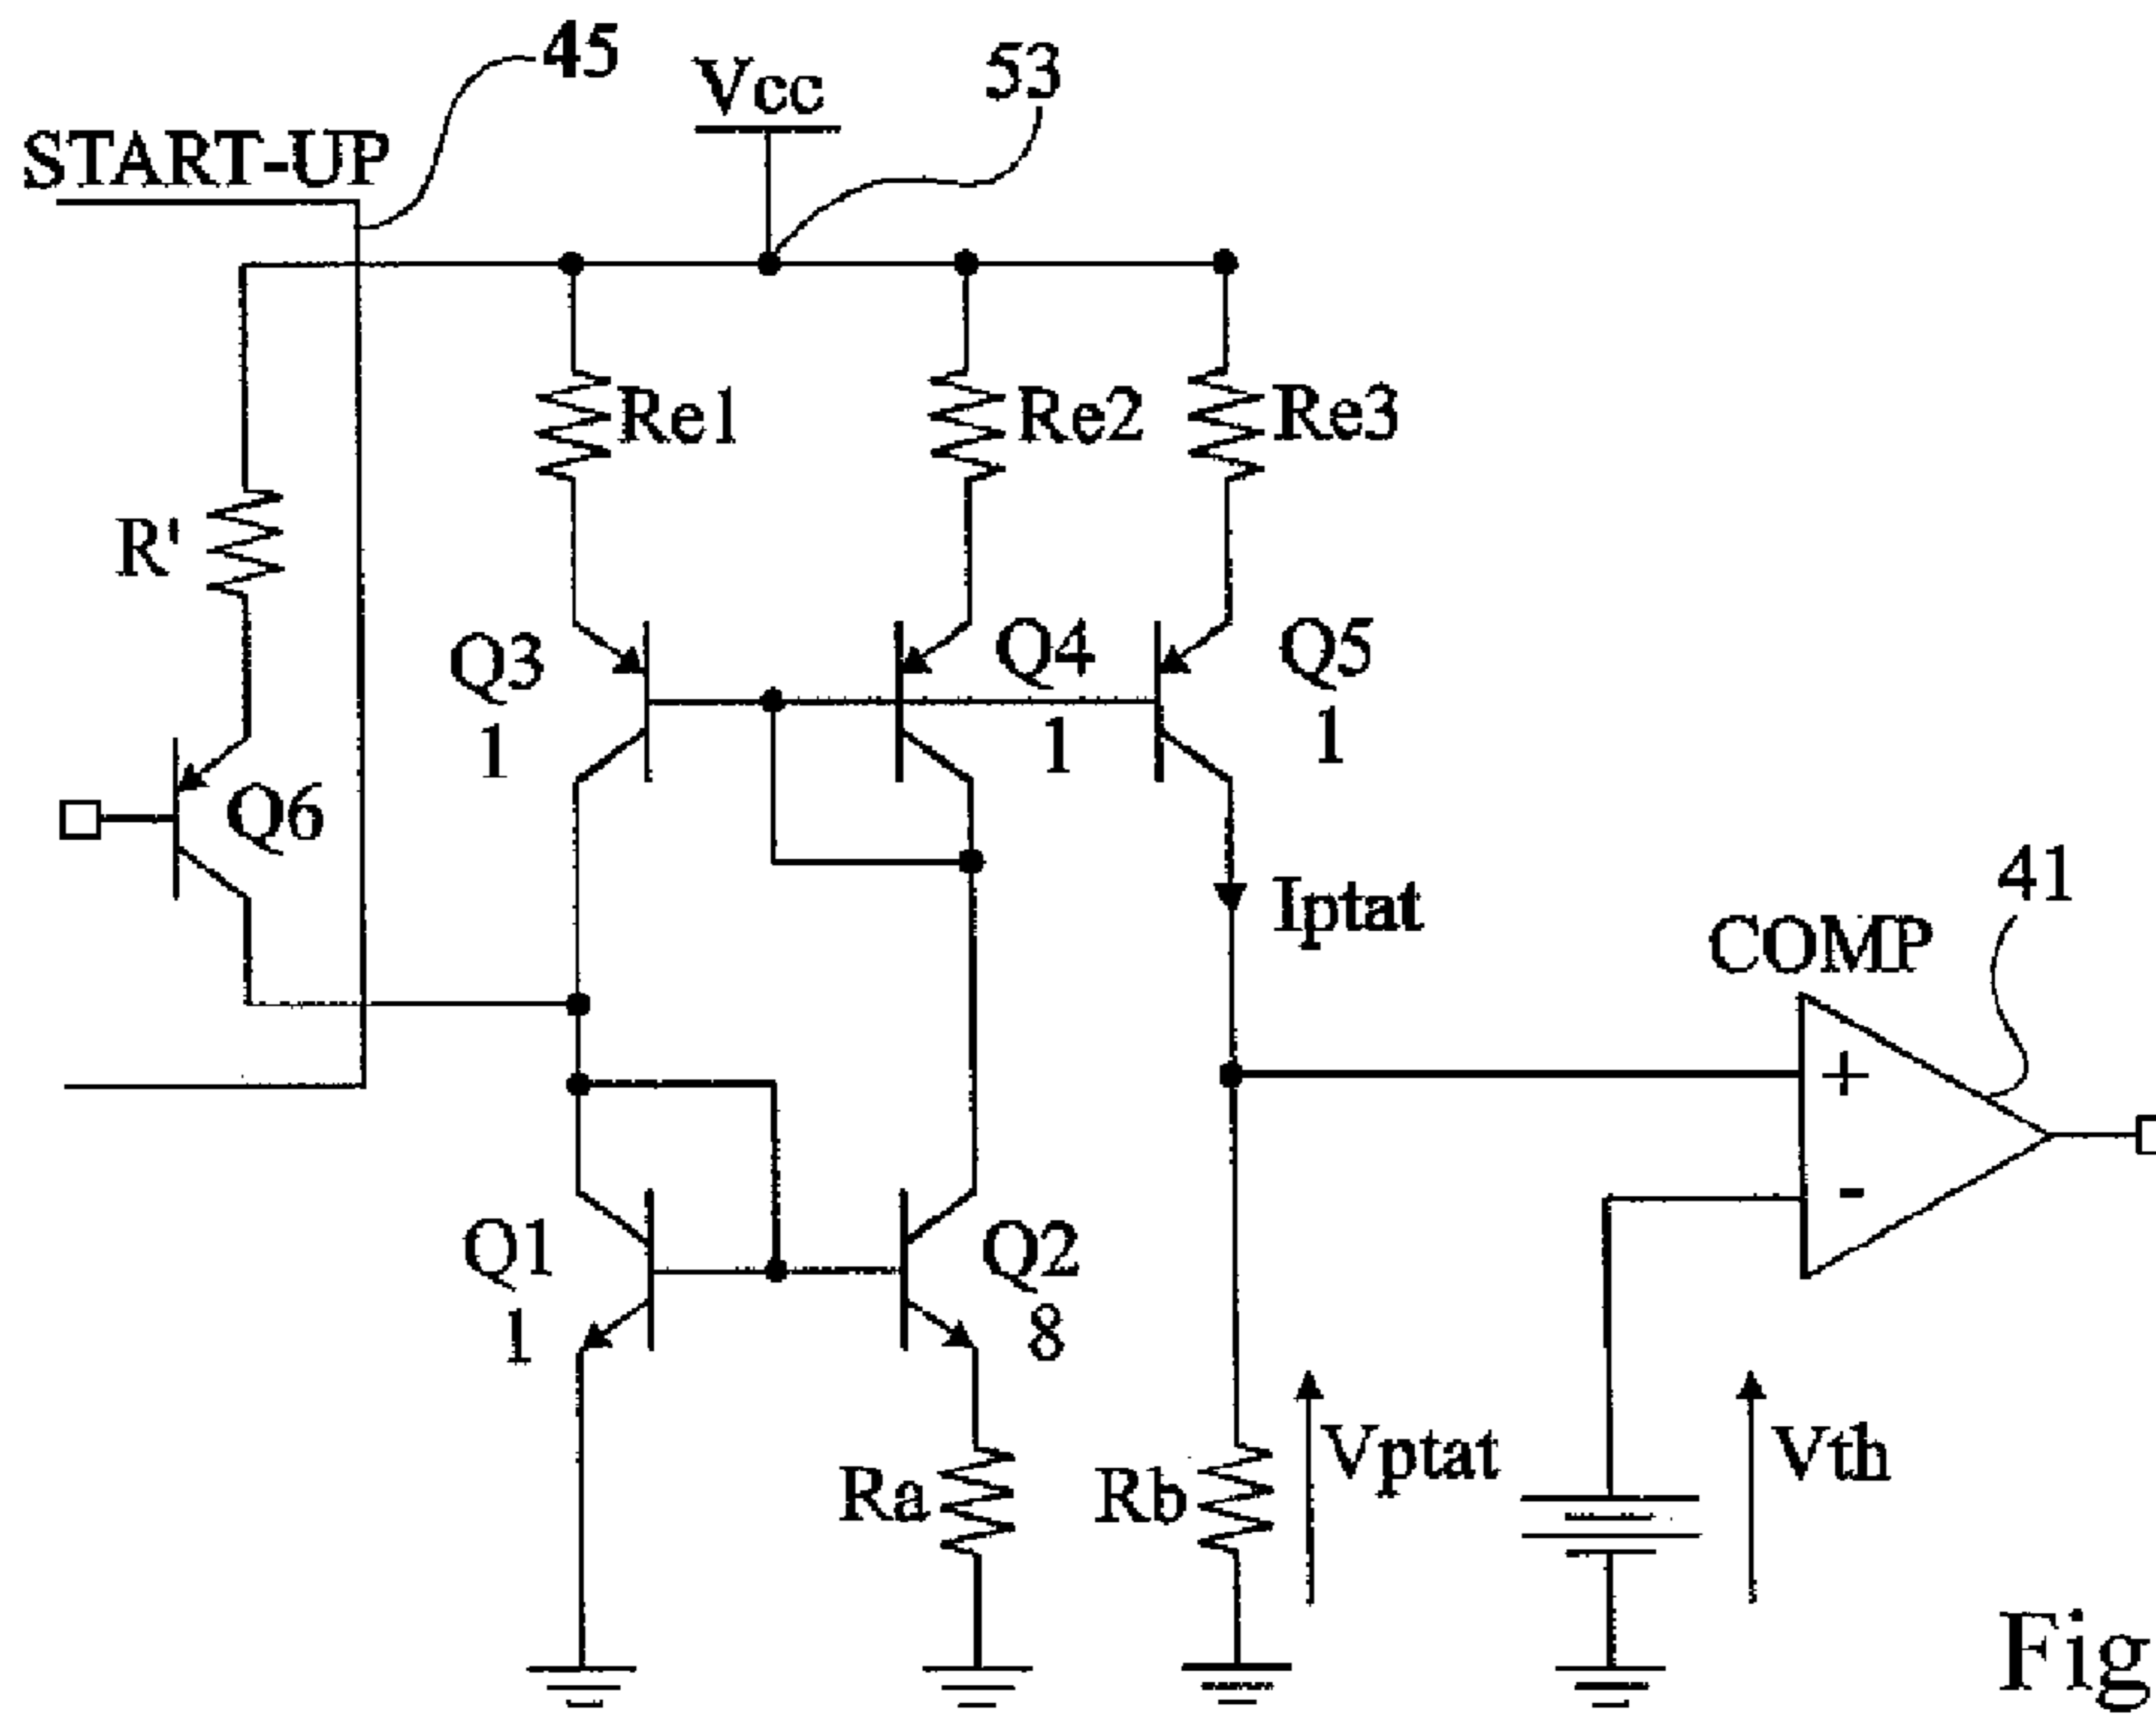 45
Vcc
53
START-UP
Re1
Re2
Re3
R'
Q3
1
Q4
1
Q5
1
Q6
Iptat
41
COMP
+
-
Q1
1
Q2
8
Ra
Rb
Vptat
Vth
Fig